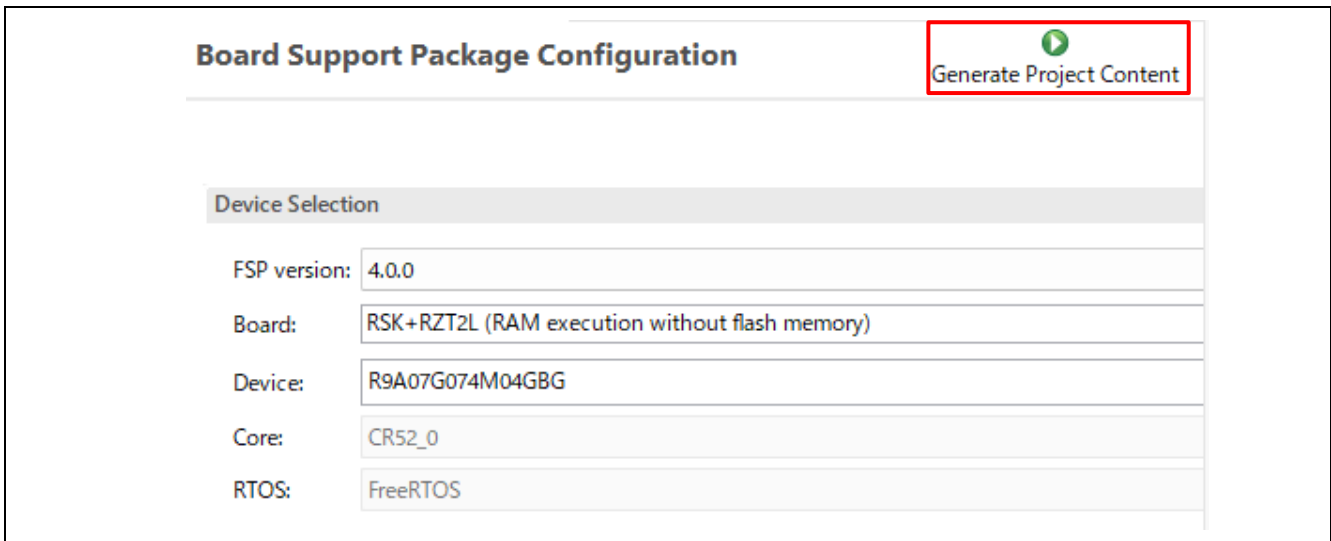 Board Support Package Configuration
Generate Project Content
Device Selection
FSP version: 4.0.0
Board: RSK+RZT2L (RAM execution without flash memory)
Device: R9A07G074M04GBG
Core: CR52_0
RTOS: FreeRTOS